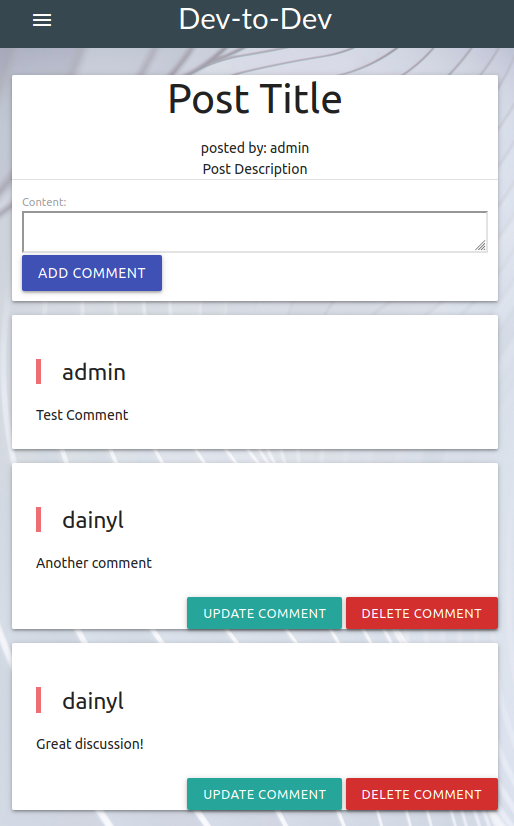 Dev-to-Dev
Post Title
posted by: admin
Post Description
Content:
ADD COMMENT
admin
Test Comment
dainyl
Another comment
UPDATE COMMENT DELETE COMMENT
dainyl
Great discussion!
UPDATE COMMENT DELETE COMMENT